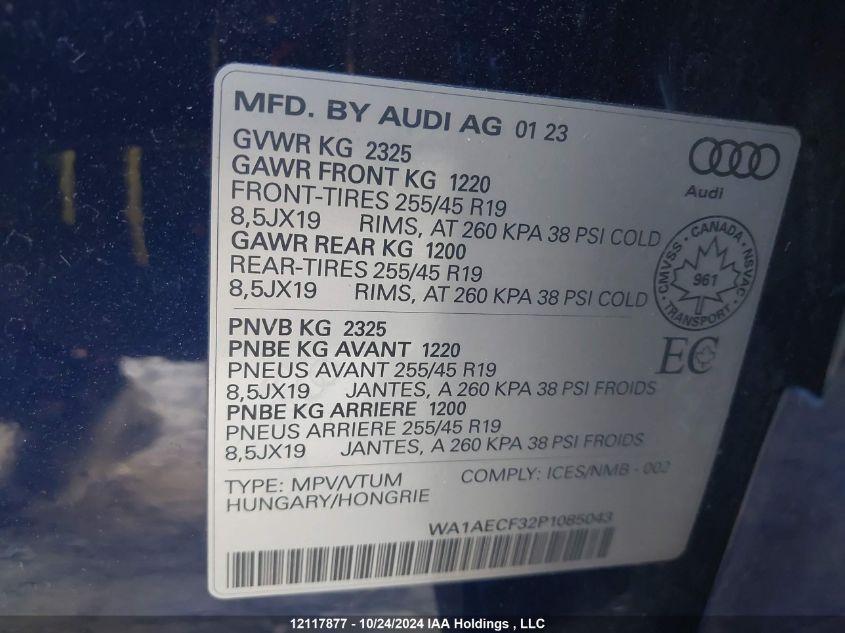 MFD. BY AUDI AG 01 23
GVWR KG 2325
GAWR FRONT KG 1220
FRONT-TIRES 255/45 R19
8,5JX19 RIMS, AT 260 KPA 38 PSI COLD
GAWR REAR KG 1200
REAR-TIRES 255/45 R19
8,5JX19 RIMS, AT 260 KPA 38 PSI COLD
Audi
CMVSS · CANADA · NSVAC · TRANSPORT ·
961
PNVB KG 2325
PNBE KG AVANT 1220
PNEUS AVANT 255/45 R19
8,5JX19 JANTES, A 260 KPA 38 PSI FROIDS
PNBE KG ARRIERE 1200
PNEUS ARRIERE 255/45 R19
8,5JX19 JANTES, A 260 KPA 38 PSI FROIDS
EC
TYPE: MPV/VTUM COMPLY: ICES/NMB - 002
HUNGARY/HONGRIE
WA1AECF32P1085043
12117877 - 10/24/2024 IAA Holdings , LLC